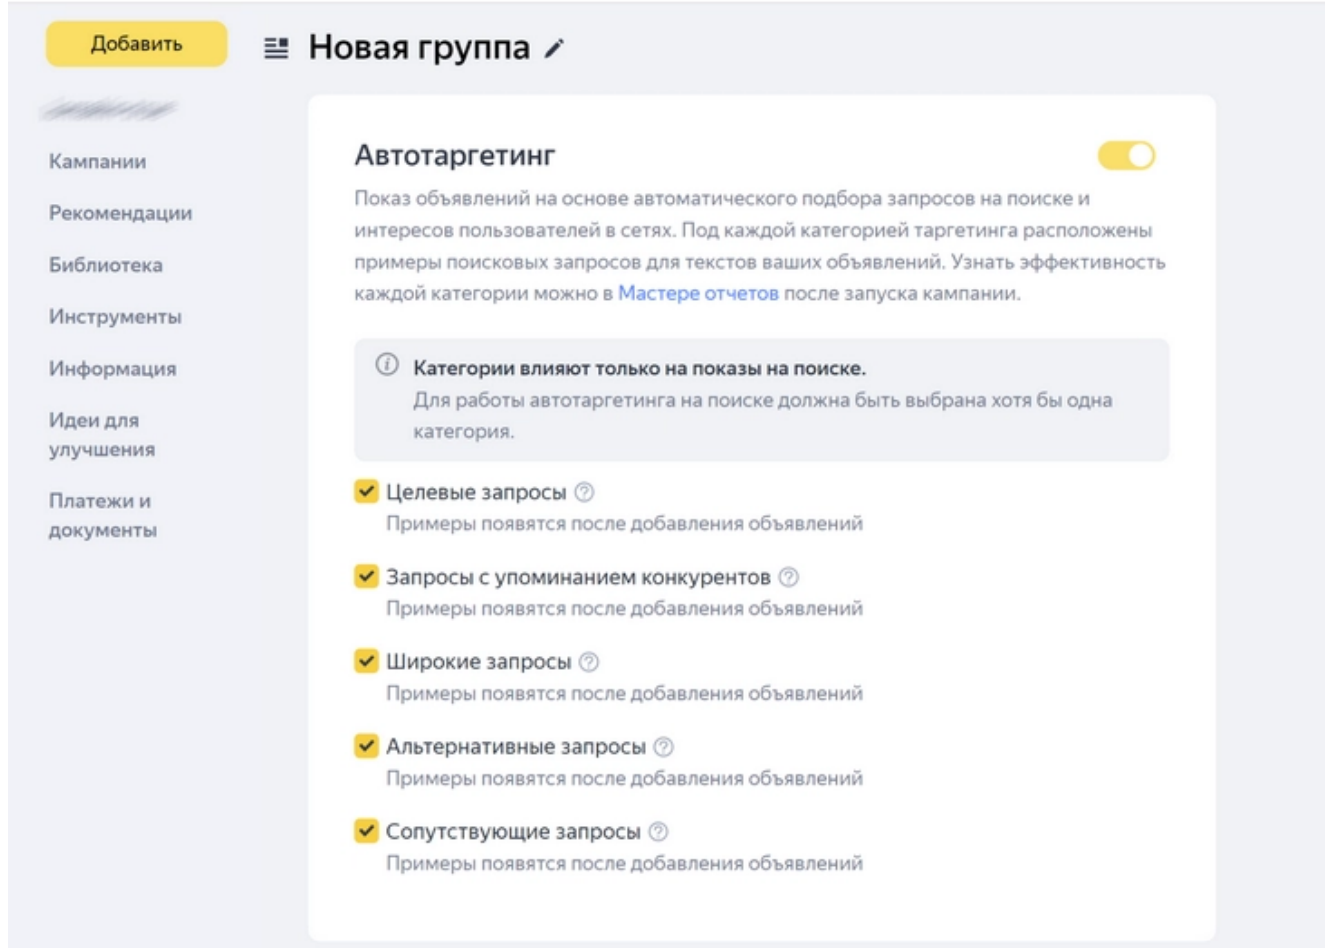 Добавить
Новая группа
Кампании
Рекомендации
Библиотека
Инструменты
Информация
Идеи для
улучшения
Платежи и
документы
Автотаргетинг
Показ объявлений на основе автоматического подбора запросов на поиске и
интересов пользователей в сетях. Под каждой категорией таргетинга расположены
примеры поисковых запросов для текстов ваших объявлений. Узнать эффективность
каждой категории можно в Мастере отчетов после запуска кампании.
Категории влияют только на показы на поиске.
Для работы автотаргетинга на поиске должна быть выбрана хотя бы одна
категория.
Целевые запросы
Примеры появятся после добавления объявлений
Запросы с упоминанием конкурентов
Примеры появятся после добавления объявлений
Широкие запросы
Примеры появятся после добавления объявлений
Альтернативные запросы
Примеры появятся после добавления объявлений
Сопутствующие запросы
Примеры появятся после добавления объявлений